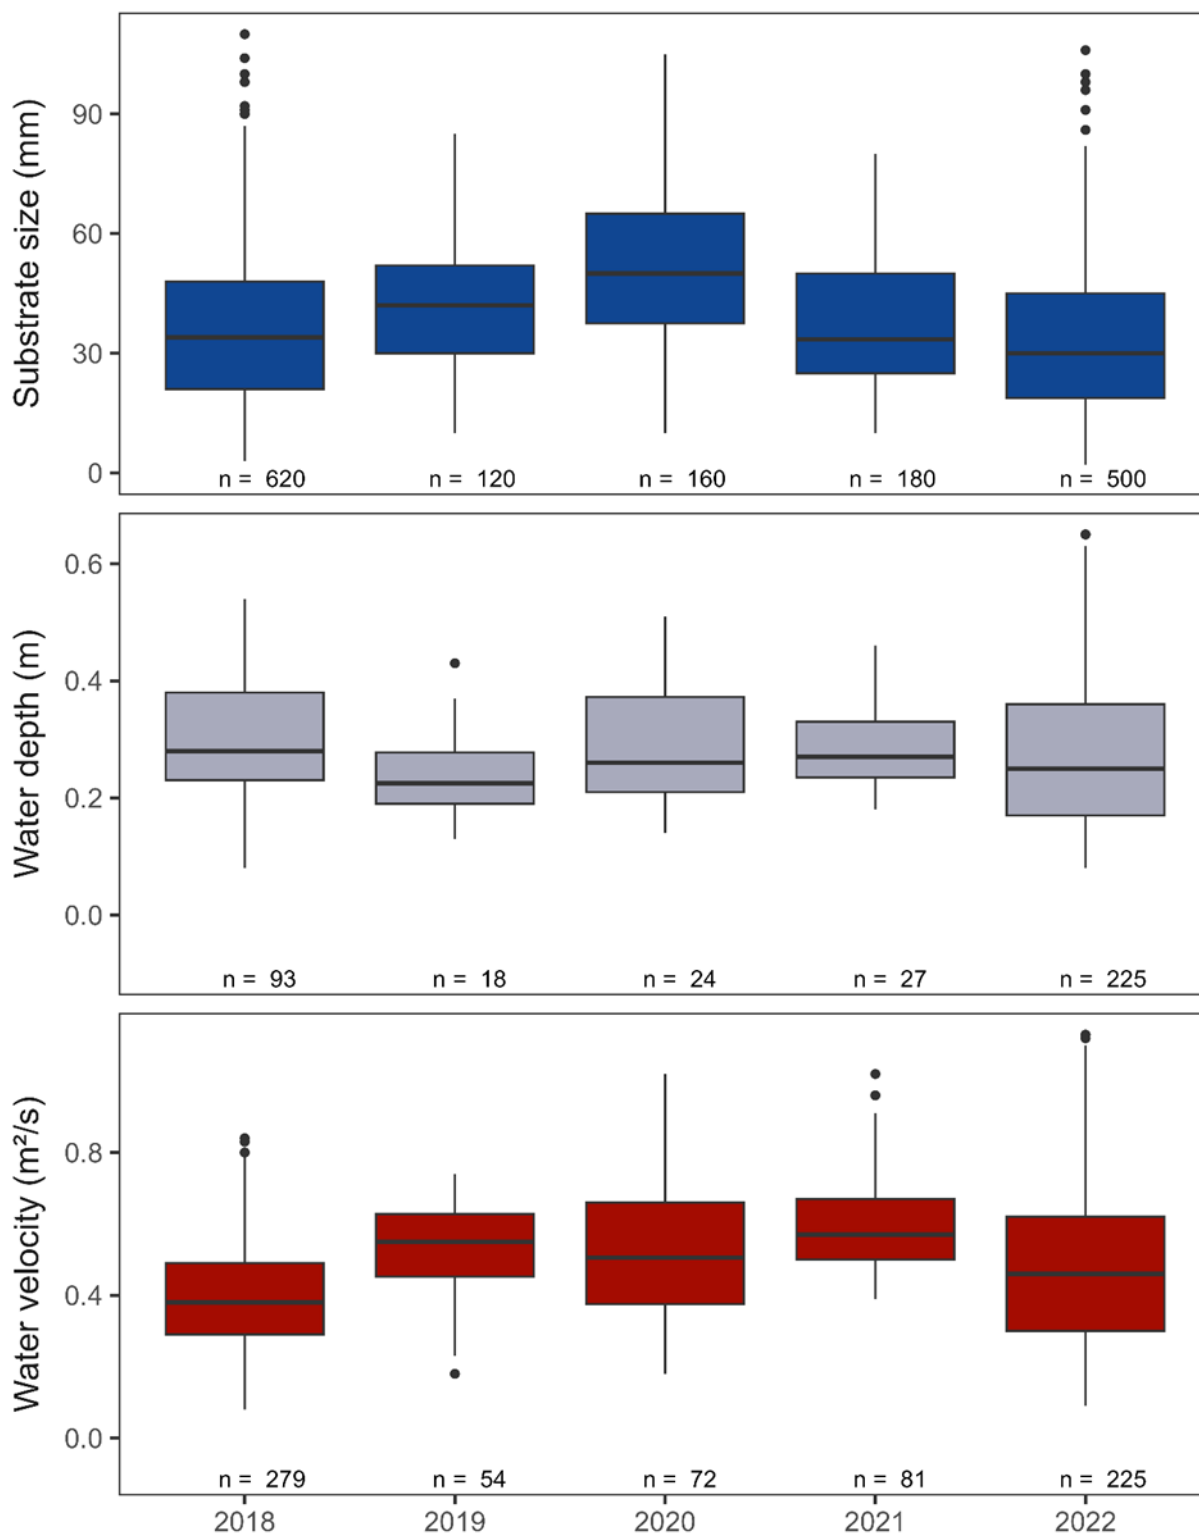 Substrate size (mm)
90
60
30
0
n = 620
n = 120
n = 160
n = 180
n = 500
Water depth (m)
0.6
0.4
0.2
0.0
n = 93
n = 18
n = 24
n = 27
n = 225
Water velocity (m²/s)
0.8
0.4
0.0
n = 279
n = 54
n = 72
n = 81
n = 225
2018
2019
2020
2021
2022